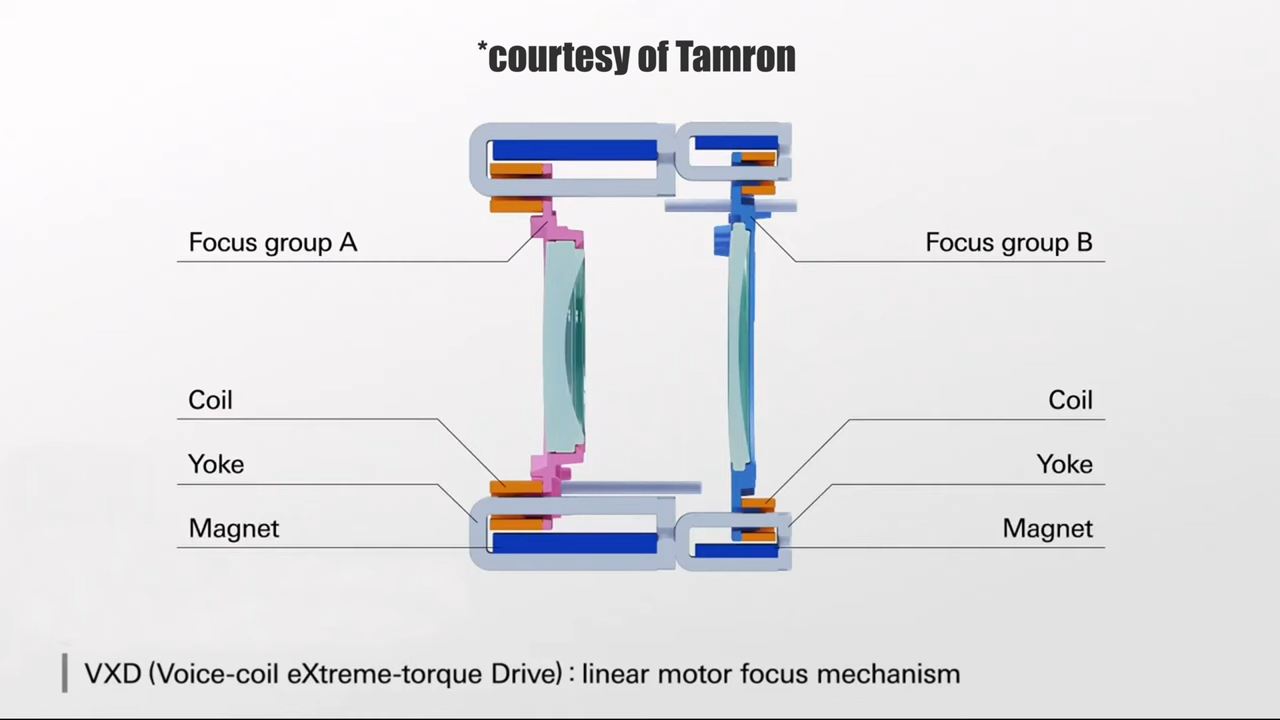 *courtesy of Tamron
Focus group A
Focus group B
Coil
Coil
Yoke
Yoke
Magnet
Magnet
VXD (Voice-coil eXtreme-torque Drive) : linear motor focus mechanism